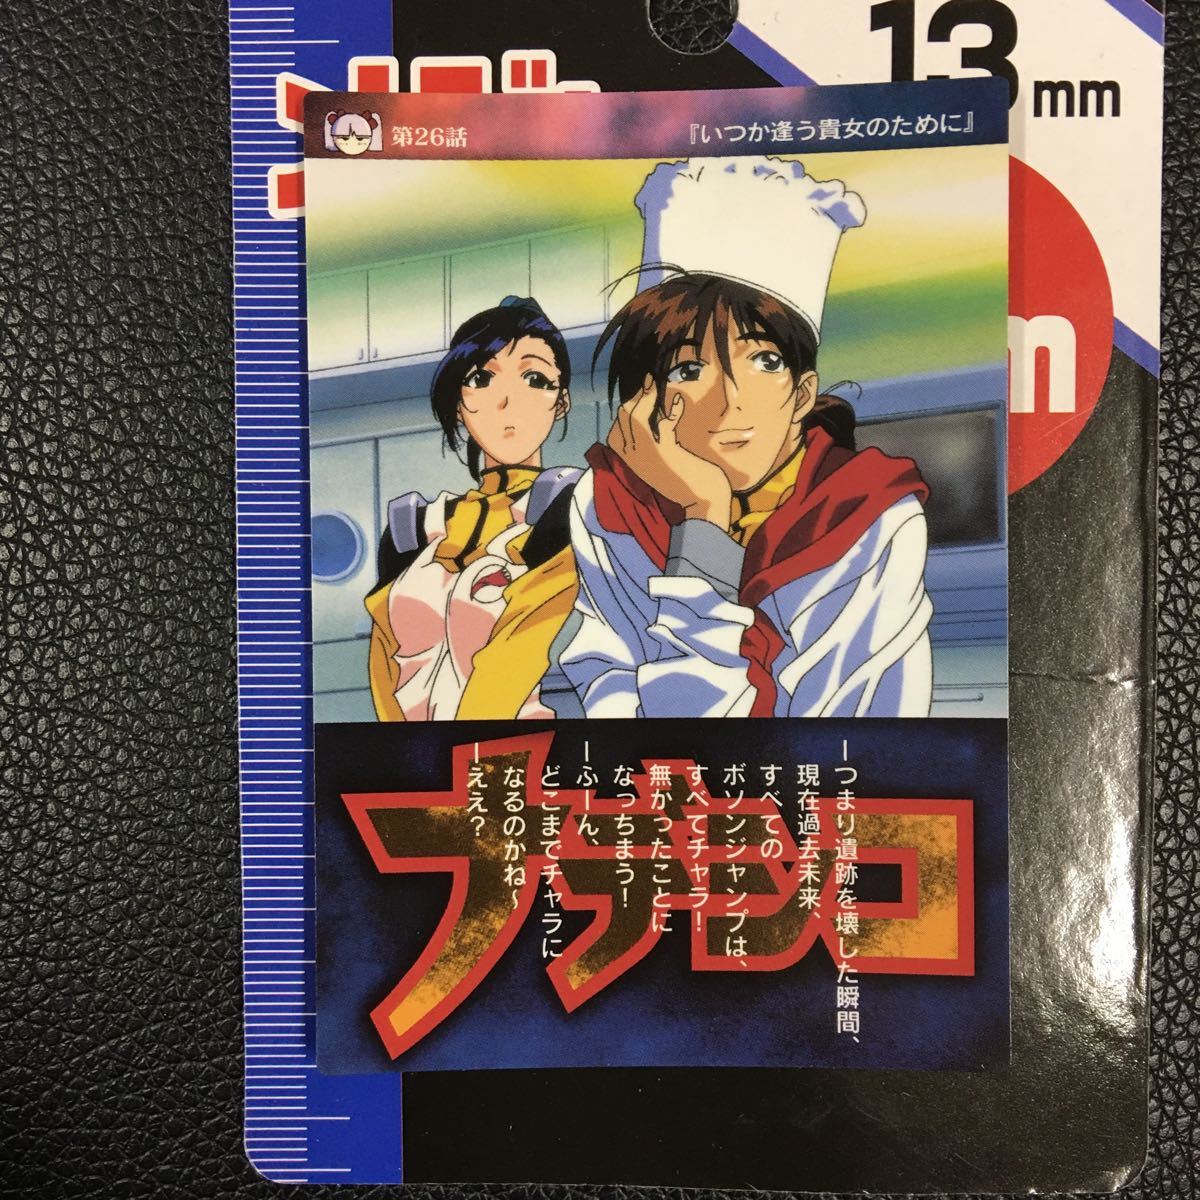 13 mm
m
第26話
『いつか逢う貴女のために』
ナデシコ
ーつまり遺跡を壊した瞬間、
現在過去未来、
すべての
ボソンジャンプは、
すべてチャラ！
無かったことに
なっちまう！
ーふーん、
どこまでチャラに
なるのかね〜
ーええ？